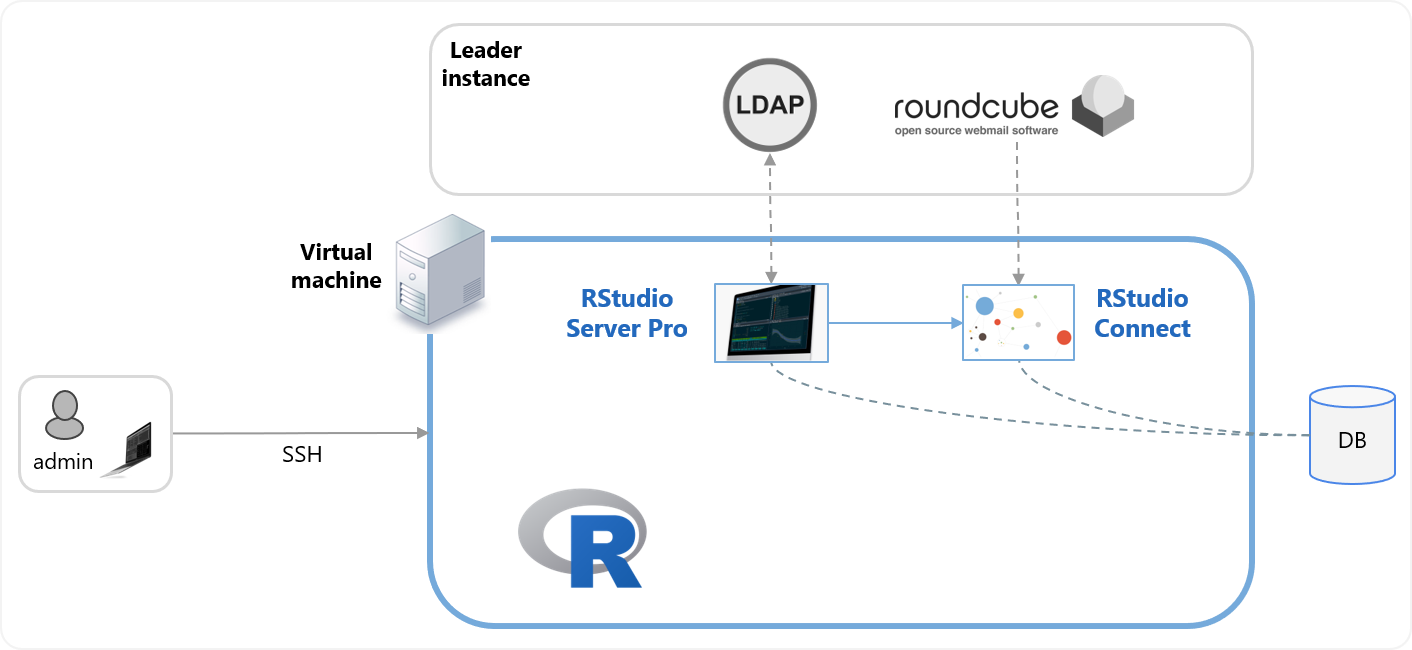 Leader
instance
LDAP
roundcube
open source webmail software
Virtual
machine
RStudio
Server Pro
RStudio
Connect
admin
SSH
DB
R